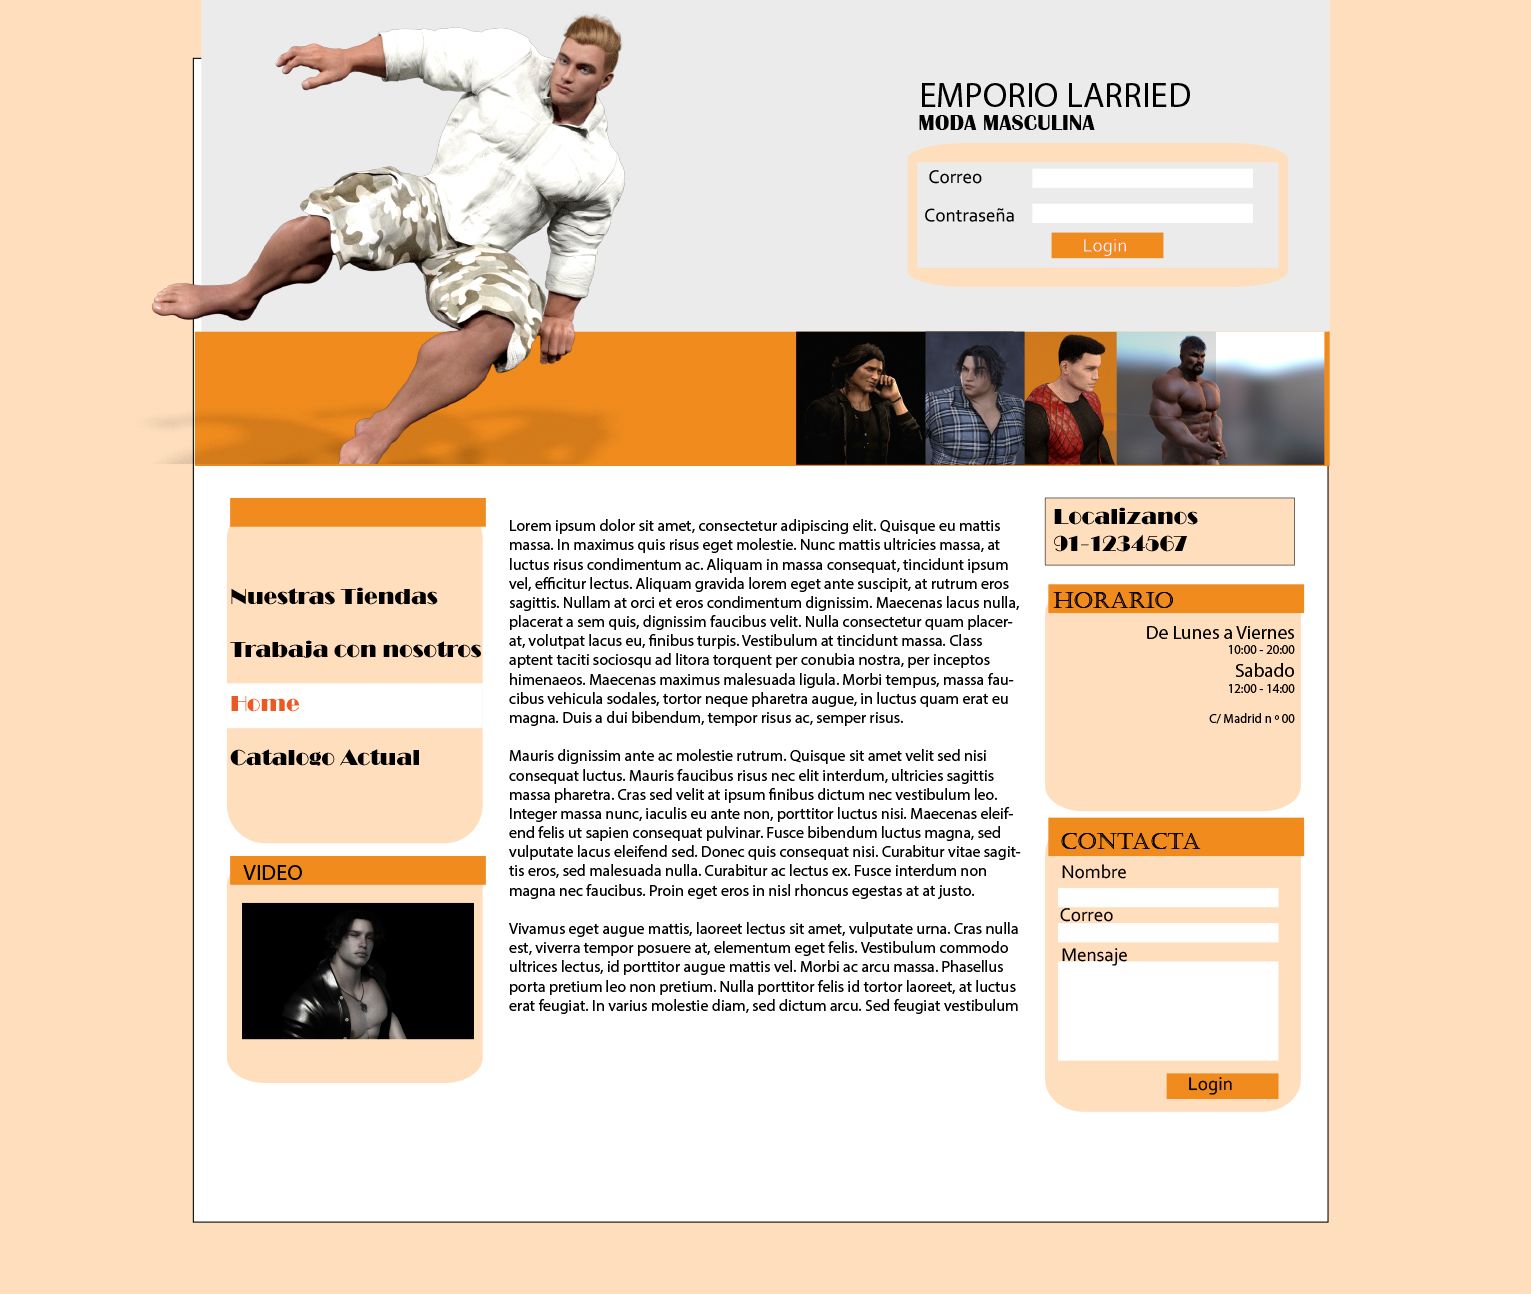 EMPORIO LARRIED
MODA MASCULINA
Correo
Contraseña
Login
Nuestras Tiendas
Trabaja con nosotros
Home
Catalogo Actual
VIDEO
Lorem ipsum dolor sit amet, consectetur adipiscing elit. Quisque eu mattis
massa. In maximus quis risus eget molestie. Nunc mattis ultricies massa, at
luctus risus condimentum ac. Aliquam in massa consequat, tincidunt ipsum
vel, efficitur lectus. Aliquam gravida lorem eget ante suscipit, at rutrum eros
sagittis. Nullam at orci et eros condimentum dignissim. Maecenas lacus nulla,
placerat a sem quis, dignissim faucibus velit. Nulla consectetur quam placer-
at, volutpat lacus eu, finibus turpis. Vestibulum at tincidunt massa. Class
aptent taciti sociosqu ad litora torquent per conubia nostra, per inceptos
himenaeos. Maecenas maximus malesuada ligula. Morbi tempus, massa fau-
cibus vehicula sodales, tortor neque pharetra augue, in luctus quam erat eu
magna. Duis a dui bibendum, tempor risus ac, semper risus.
Mauris dignissim ante ac molestie rutrum. Quisque sit amet velit sed nisi
consequat luctus. Mauris faucibus risus nec elit interdum, ultricies sagittis
massa pharetra. Cras sed velit at ipsum finibus dictum nec vestibulum leo.
Integer massa nunc, iaculis eu ante non, porttitor luctus nisi. Maecenas eleif-
end felis ut sapien consequat pulvinar. Fusce bibendum luctus magna, sed
vulputate lacus eleifend sed. Donec quis consequat nisi. Curabitur vitae sagit-
tis eros, sed malesuada nulla. Curabitur ac lectus ex. Fusce interdum non
magna nec faucibus. Proin eget eros in nisl rhoncus egestas at at justo.
Vivamus eget augue mattis, laoreet lectus sit amet, vulputate urna. Cras nulla
est, viverra tempor posuere at, elementum eget felis. Vestibulum commodo
ultrices lectus, id porttitor augue mattis vel. Morbi ac arcu massa. Phasellus
porta pretium leo non pretium. Nulla porttitor felis id tortor laoreet, at luctus
erat feugiat. In varius molestie diam, sed dictum arcu. Sed feugiat vestibulum
Localizanos
91-1234567
HORARIO
De Lunes a Viernes
10:00 - 20:00
Sabado
12:00 - 14:00
C/ Madrid n º 00
CONTACTA
Nombre
Correo
Mensaje
Login